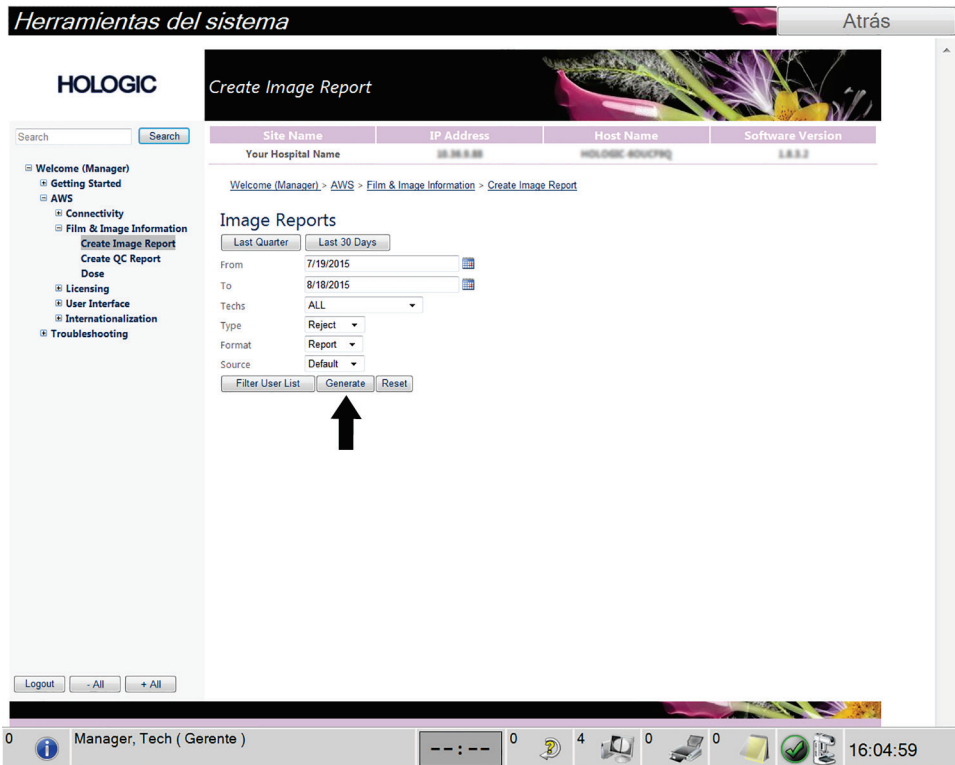 Herramientas del sistema
Atrás
HOLOGIC
Create Image Report
Search
Search
Site Name IP Address Host Name Software Version
Your Hospital Name
Welcome (Manager)
Getting Started
AWS
Connectivity
Film & Image Information
Create Image Report
Create QC Report
Dose
Licensing
User Interface
Internationalization
Troubleshooting
Welcome (Manager) > AWS > Film & Image Information > Create Image Report
Image Reports
Last Quarter Last 30 Days
From 7/19/2015
To 8/18/2015
Techs ALL
Type Reject
Format Report
Source Default
Filter User List Generate Reset
Logout - All + All
0 Manager, Tech ( Gerente ) --:-- 0 4 0 0 16:04:59